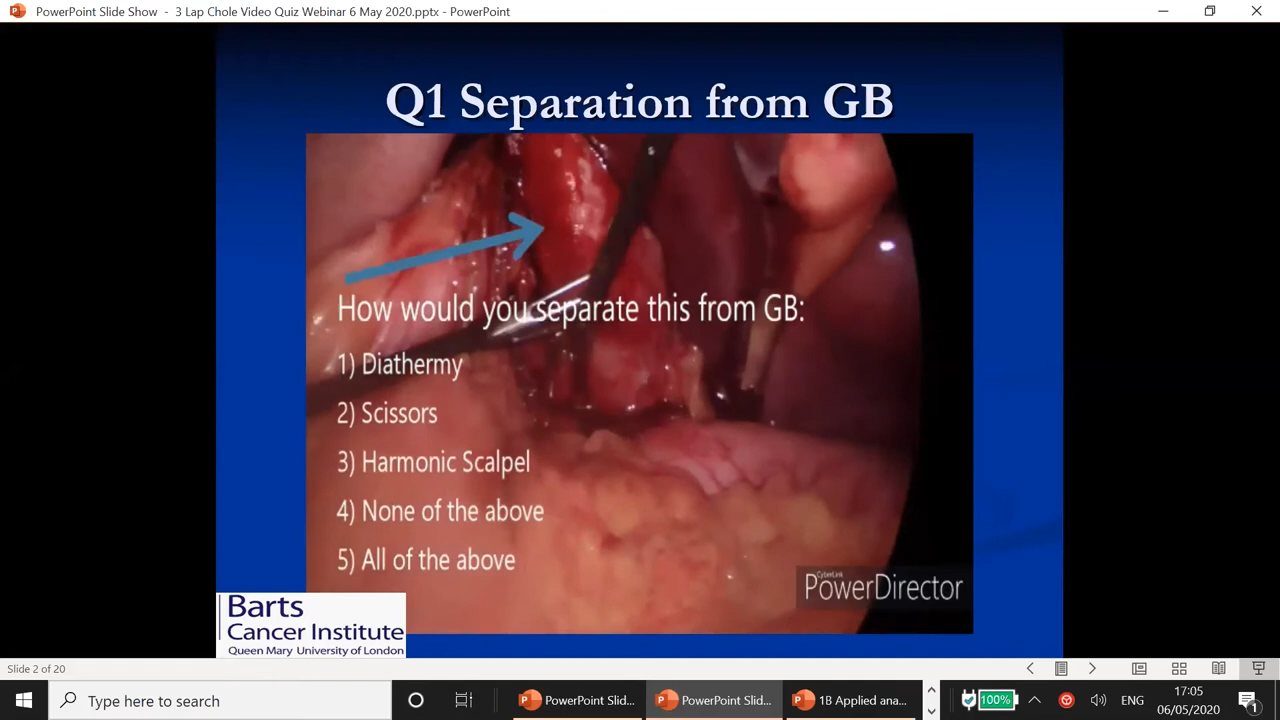 PowerPoint Slide Show - 3 Lap Chole Video Quiz Webinar 6 May 2020.pptx - PowerPoint
Q1 Separation from GB
How would you separate this from GB:
1) Diathermy
2) Scissors
3) Harmonic Scalpel
4) None of the above
5) All of the above
CyberLink
PowerDirector
Barts
Cancer Institute
Queen Mary University of London
Slide 2 of 20
Type here to search
PowerPoint Slid...
PowerPoint Slid...
1B Applied ana...
100%
ENG
17:05
06/05/2020
1